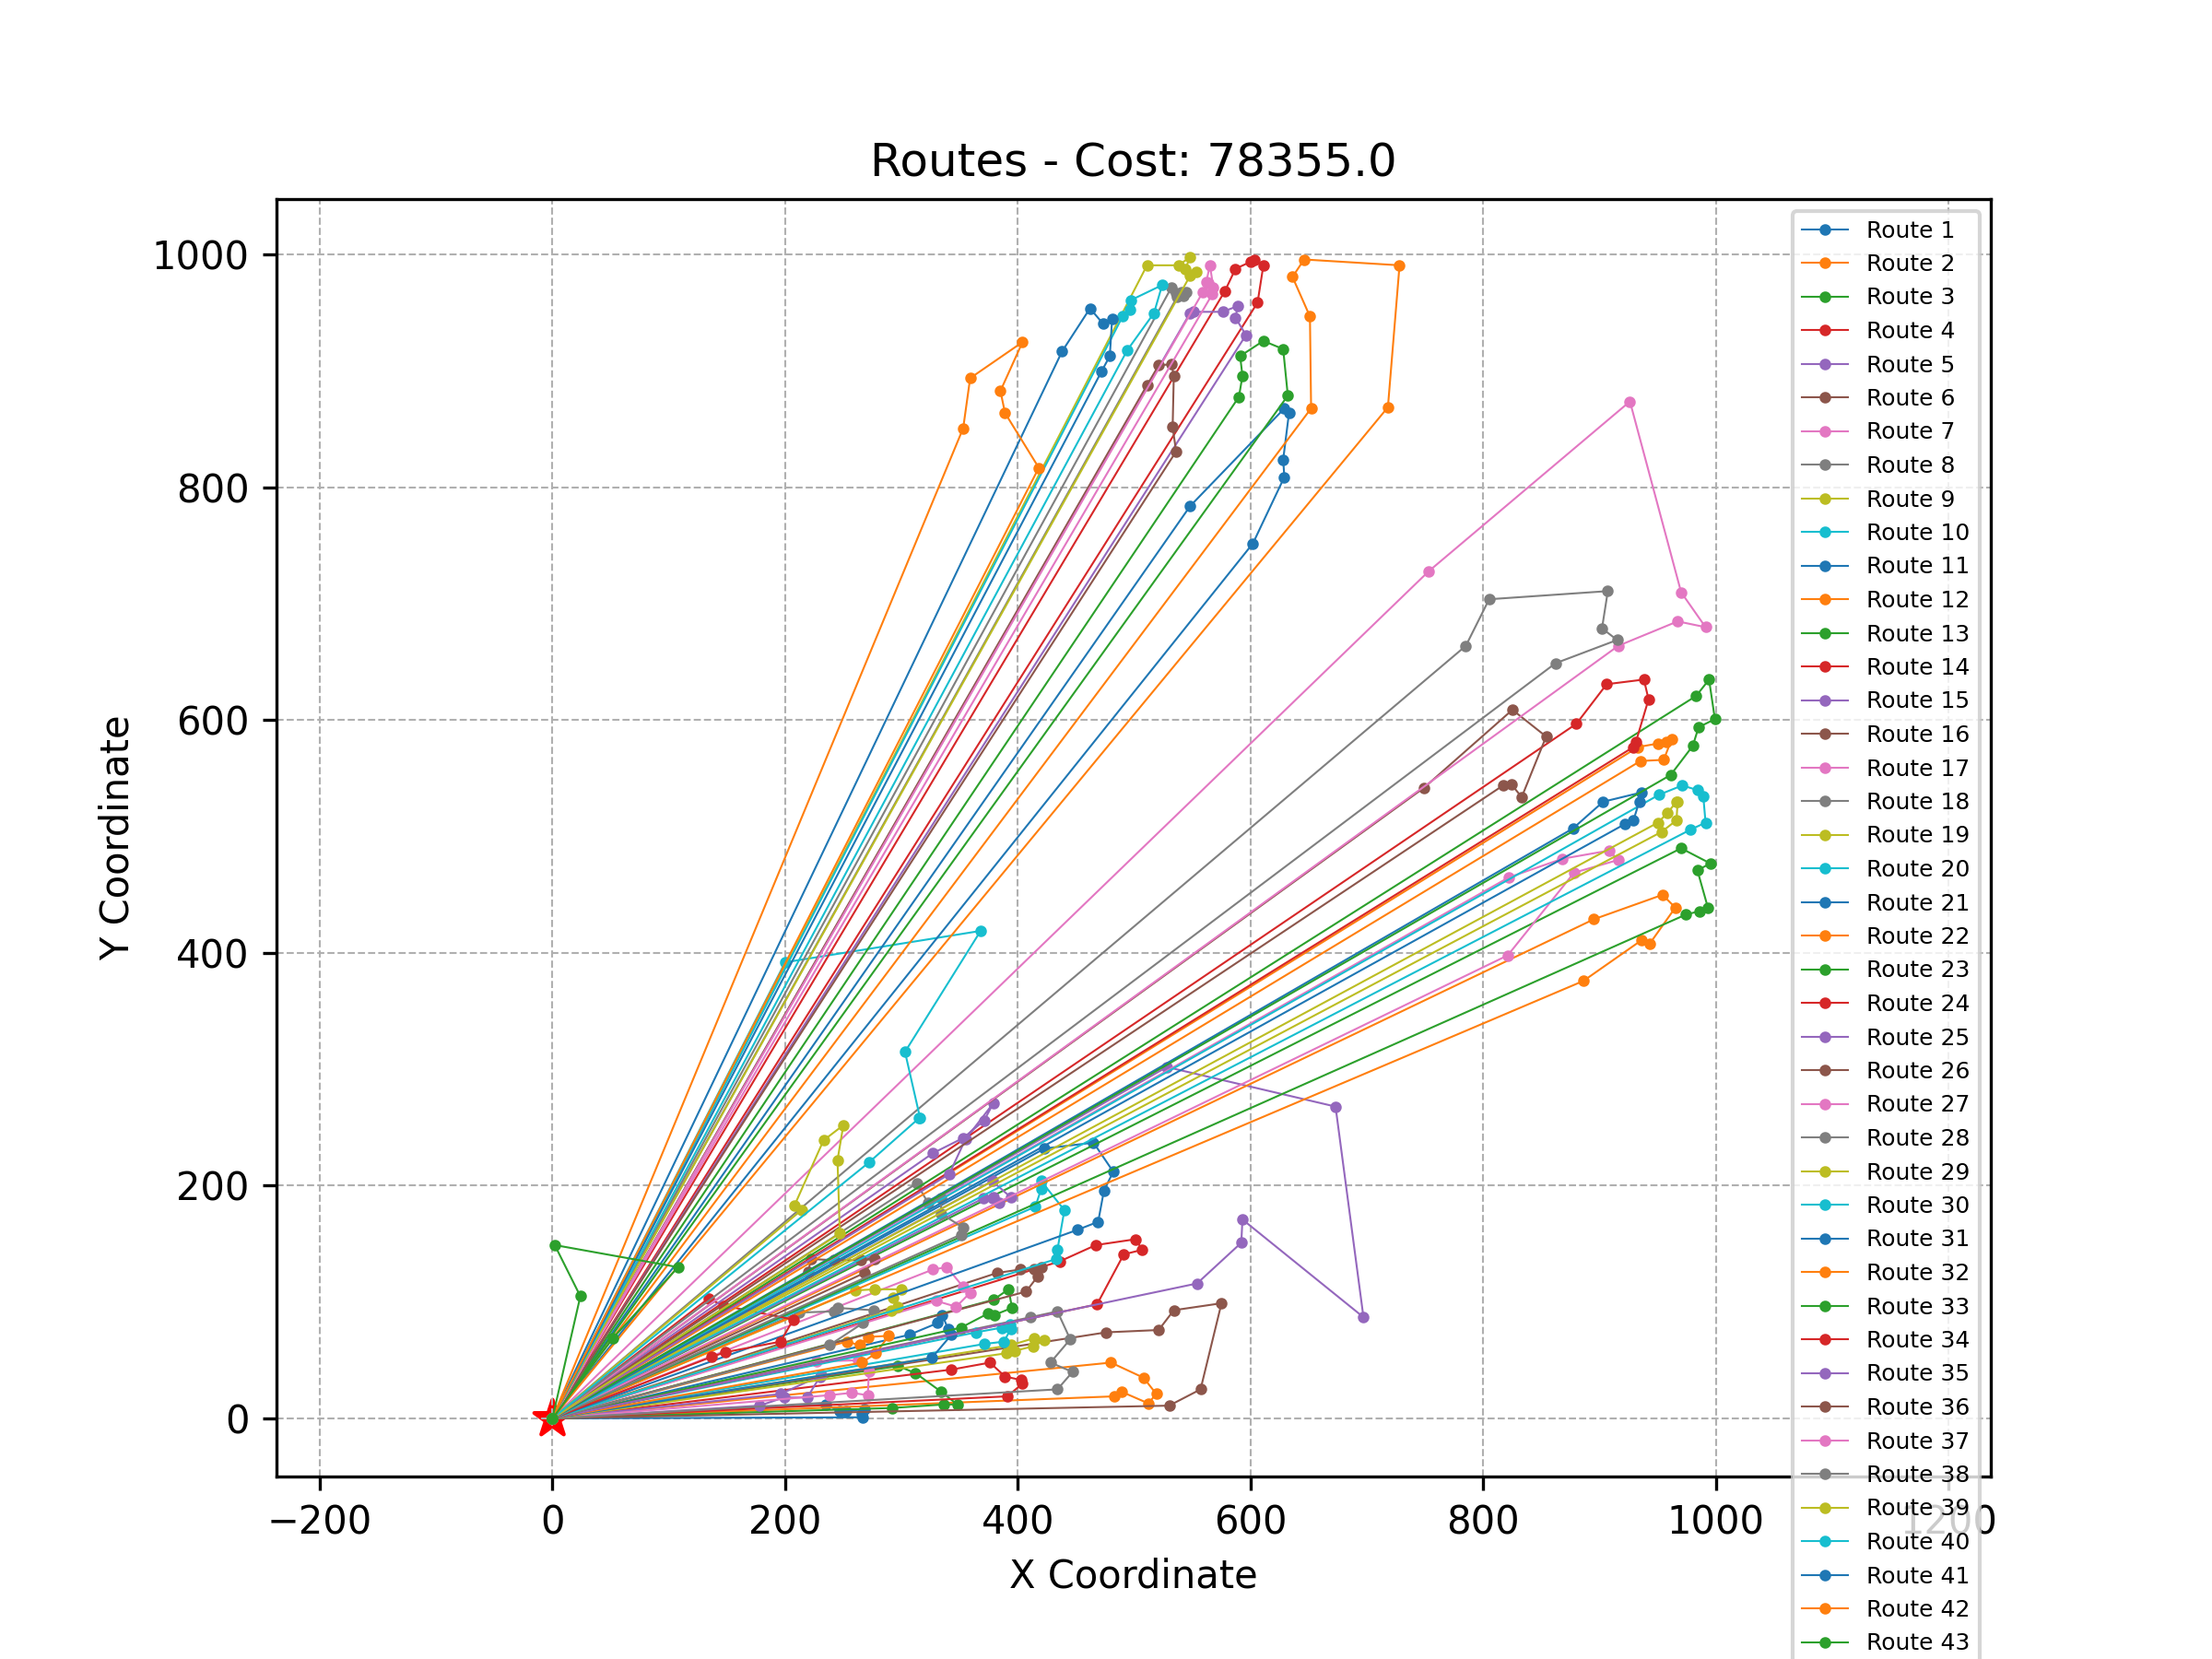 Routes - Cost: 78355.0
Y Coordinate
1000
800
600
400
200
0
−200
0
200
400
600
800
1000
1200
X Coordinate
Route 1
Route 2
Route 3
Route 4
Route 5
Route 6
Route 7
Route 8
Route 9
Route 10
Route 11
Route 12
Route 13
Route 14
Route 15
Route 16
Route 17
Route 18
Route 19
Route 20
Route 21
Route 22
Route 23
Route 24
Route 25
Route 26
Route 27
Route 28
Route 29
Route 30
Route 31
Route 32
Route 33
Route 34
Route 35
Route 36
Route 37
Route 38
Route 39
Route 40
Route 41
Route 42
Route 43